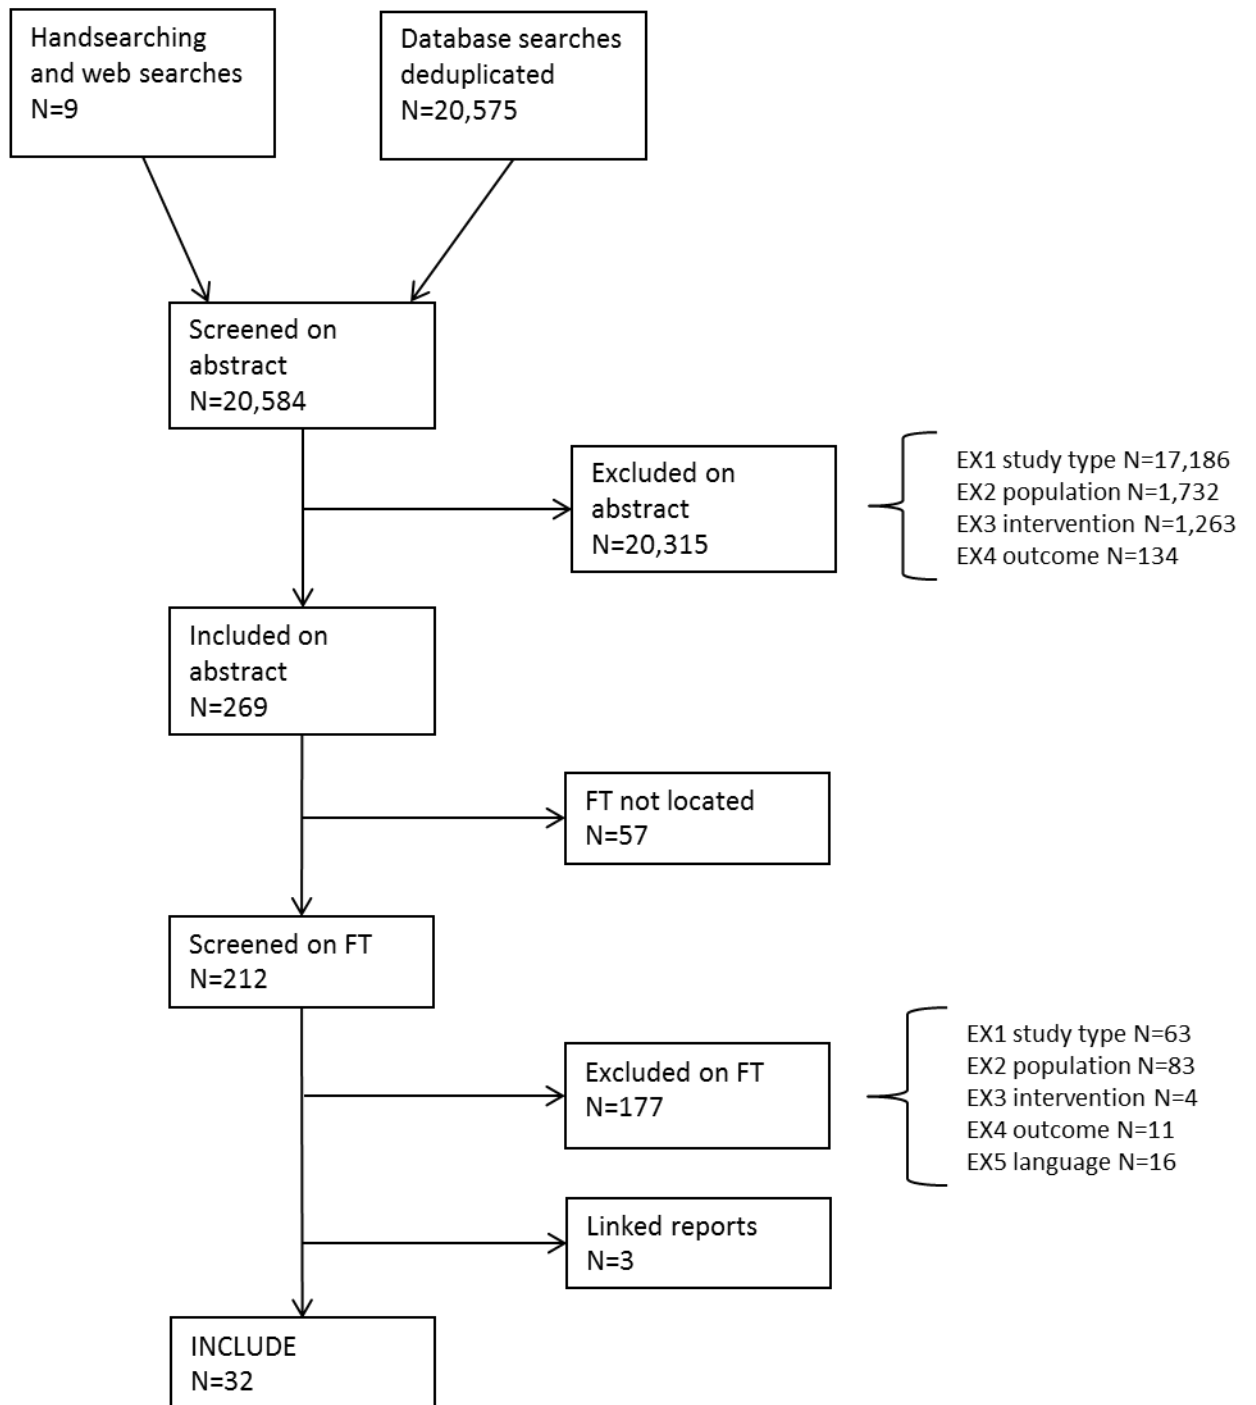 Handsearching
and web searches
N=9
Database searches
deduplicated
N=20,575
Screened on
abstract
N=20,584
Excluded on
abstract
N=20,315
EX1 study type N=17,186
EX2 population N=1,732
EX3 intervention N=1,263
EX4 outcome N=134
Included on
abstract
N=269
FT not located
N=57
Screened on FT
N=212
Excluded on FT
N=177
EX1 study type N=63
EX2 population N=83
EX3 intervention N=4
EX4 outcome N=11
EX5 language N=16
Linked reports
N=3
INCLUDE
N=32